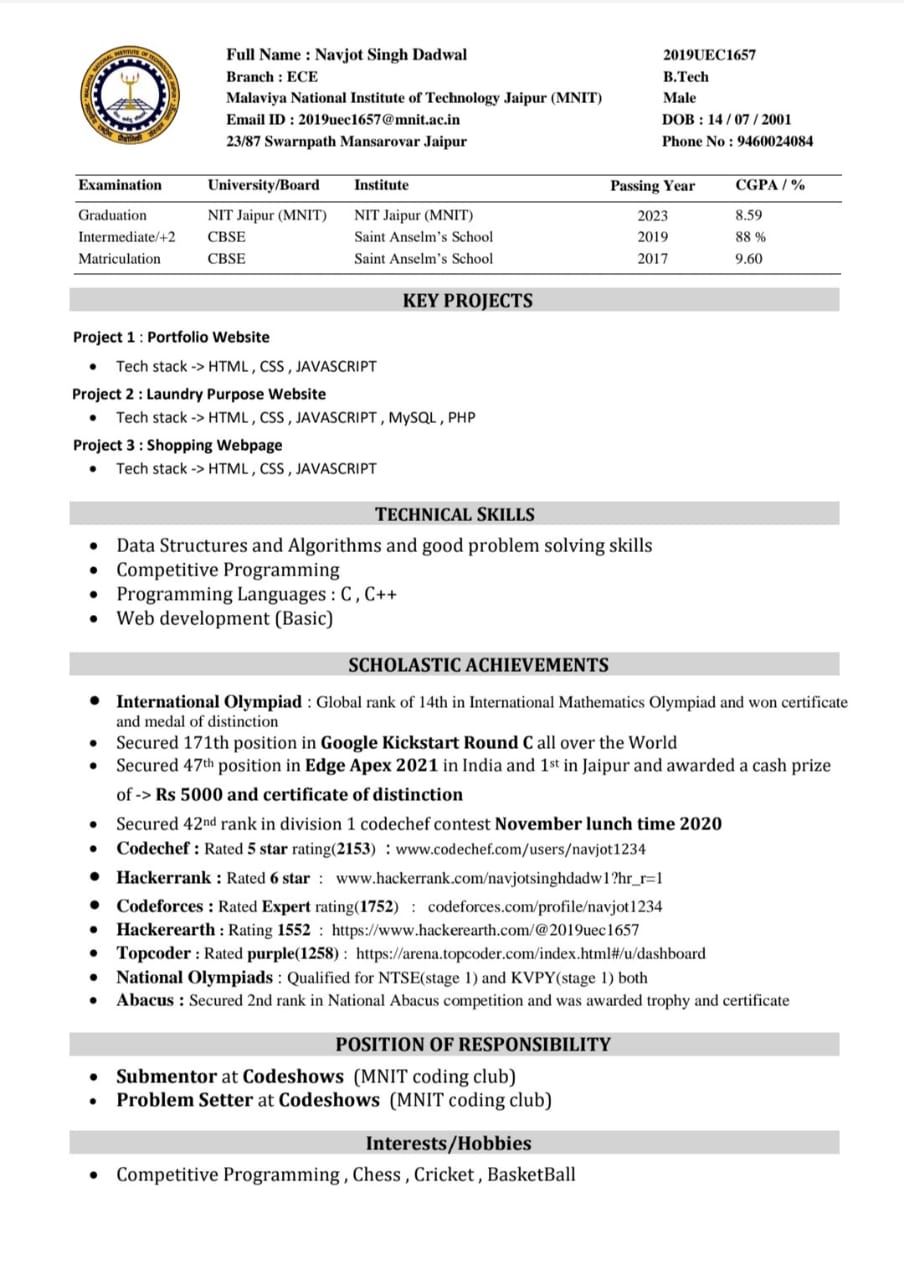 Full Name : Navjot Singh Dadwal 2019UEC1657
Branch : ECE B.Tech
Malaviya National Institute of Technology Jaipur (MNIT) Male
Email ID : 2019uec1657@mnit.ac.in DOB : 14 / 07 / 2001
23/87 Swarnpath Mansarovar Jaipur Phone No : 9460024084
Examination University/Board Institute Passing Year CGPA / %
Graduation NIT Jaipur (MNIT) NIT Jaipur (MNIT) 2023 8.59
Intermediate/+2 CBSE Saint Anselm's School 2019 88 %
Matriculation CBSE Saint Anselm's School 2017 9.60
KEY PROJECTS
Project 1 : Portfolio Website
• Tech stack -> HTML , CSS , JAVASCRIPT
Project 2 : Laundry Purpose Website
• Tech stack -> HTML , CSS , JAVASCRIPT , MySQL , PHP
Project 3 : Shopping Webpage
• Tech stack -> HTML , CSS , JAVASCRIPT
TECHNICAL SKILLS
• Data Structures and Algorithms and good problem solving skills
• Competitive Programming
• Programming Languages : C , C++
• Web development (Basic)
SCHOLASTIC ACHIEVEMENTS
• International Olympiad : Global rank of 14th in International Mathematics Olympiad and won certificate
and medal of distinction
• Secured 171th position in Google Kickstart Round C all over the World
• Secured 47th position in Edge Apex 2021 in India and 1st in Jaipur and awarded a cash prize
of -> Rs 5000 and certificate of distinction
• Secured 42nd rank in division 1 codechef contest November lunch time 2020
• Codechef : Rated 5 star rating(2153) : www.codechef.com/users/navjot1234
• Hackerrank : Rated 6 star : www.hackerrank.com/navjotsinghdadw1?hr_r=1
• Codeforces : Rated Expert rating(1752) : codeforces.com/profile/navjot1234
• Hackerearth : Rating 1552 : https://www.hackerearth.com/@2019uec1657
• Topcoder : Rated purple(1258) : https://arena.topcoder.com/index.html#/u/dashboard
• National Olympiads : Qualified for NTSE(stage 1) and KVPY(stage 1) both
• Abacus : Secured 2nd rank in National Abacus competition and was awarded trophy and certificate
POSITION OF RESPONSIBILITY
• Submentor at Codeshows (MNIT coding club)
• Problem Setter at Codeshows (MNIT coding club)
Interests/Hobbies
• Competitive Programming , Chess , Cricket , BasketBall